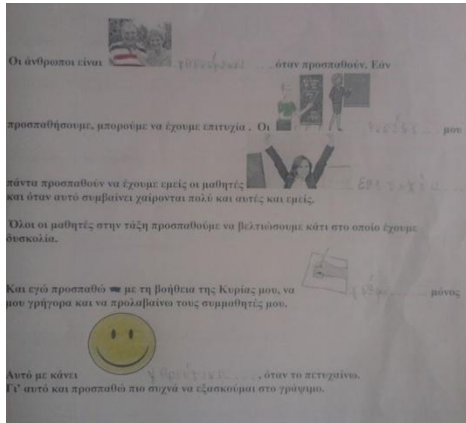 Οι άνθρωποι είναι ....όταν προσπαθούν. Εάν
προσπαθήσουμε, μπορούμε να έχουμε επιτυχία . Οι ... μου
πάντα προσπαθούν να έχουμε εμείς οι μαθητές
και όταν αυτό συμβαίνει χαίρονται πολύ και αυτές και εμείς.
Όλοι οι μαθητές στην τάξη προσπαθούμε να βελτιώσουμε κάτι στο οποίο έχουμε
δυσκολία.
Και εγώ προσπαθώ με τη βοήθεια της Κυρίας μου, να ........ μόνος
μου γρήγορα και να προλαβαίνω τους συμμαθητές μου.
Αυτό με κάνει ...., όταν το πετυχαίνω.
Γι' αυτό και προσπαθώ πιο συχνά να εξασκούμαι στο γράψιμο.